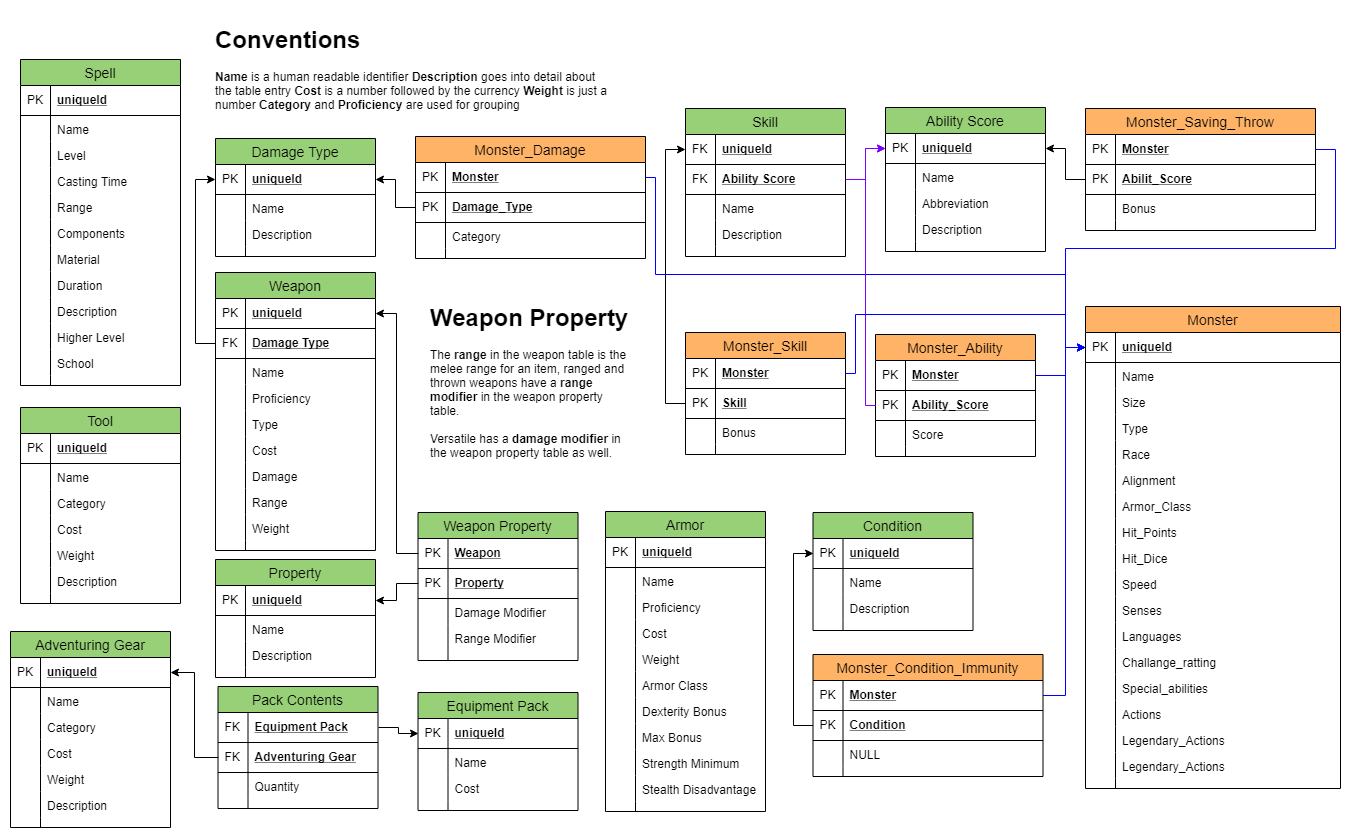 Conventions
Name is a human readable identifier Description goes into detail about
the table entry Cost is a number followed by the currency Weight is just a
number Category and Proficiency are used for grouping
Spell
PK uniqueId
Name
Level
Casting Time
Range
Components
Material
Duration
Description
Higher Level
School
Damage Type
PK uniqueId
Name
Description
Monster_Damage
PK Monster
PK Damage_Type
Category
Skill
FK uniqueId
FK Ability Score
Name
Description
Ability Score
PK uniqueId
Name
Abbreviation
Description
Monster_Saving_Throw
PK Monster
PK Abilit_Score
Bonus
Weapon
PK uniqueId
FK Damage Type
Name
Proficiency
Type
Cost
Damage
Range
Weight
Weapon Property
The range in the weapon table is the
melee range for an item, ranged and
thrown weapons have a range
modifier in the weapon property
table.
Versatile has a damage modifier in
the weapon property table as well.
Monster_Skill
PK Monster
PK Skill
Bonus
Monster_Ability
PK Monster
PK Ability_Score
Score
Monster
PK uniqueId
Name
Size
Type
Race
Alignment
Armor_Class
Hit_Points
Hit_Dice
Speed
Senses
Languages
Challange_ratting
Special_abilities
Actions
Legendary_Actions
Legendary_Actions
Tool
PK uniqueId
Name
Category
Cost
Weight
Description
Property
PK uniqueId
Name
Description
Weapon Property
PK Weapon
PK Property
Damage Modifier
Range Modifier
Armor
PK uniqueId
Name
Proficiency
Cost
Weight
Armor Class
Dexterity Bonus
Max Bonus
Strength Minimum
Stealth Disadvantage
Condition
PK uniqueId
Name
Description
Monster_Condition_Immunity
PK Monster
PK Condition
NULL
Adventuring Gear
PK uniqueId
Name
Category
Cost
Weight
Description
Pack Contents
FK Equipment Pack
FK Adventuring Gear
Quantity
Equipment Pack
PK uniqueId
Name
Cost